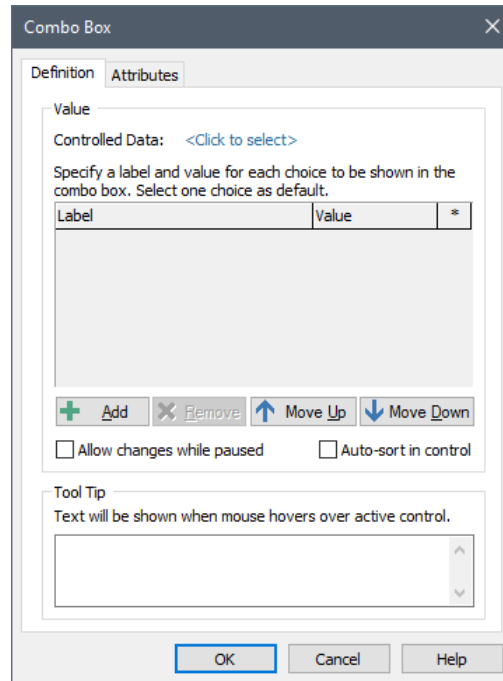 Combo Box
Definition
Attributes
Value
Controlled Data: <Click to select>
Specify a label and value for each choice to be shown in the
combo box. Select one choice as default.
Label Value *
Add Remove Move Up Move Down
Allow changes while paused Auto-sort in control
Tool Tip
Text will be shown when mouse hovers over active control.
OK Cancel Help